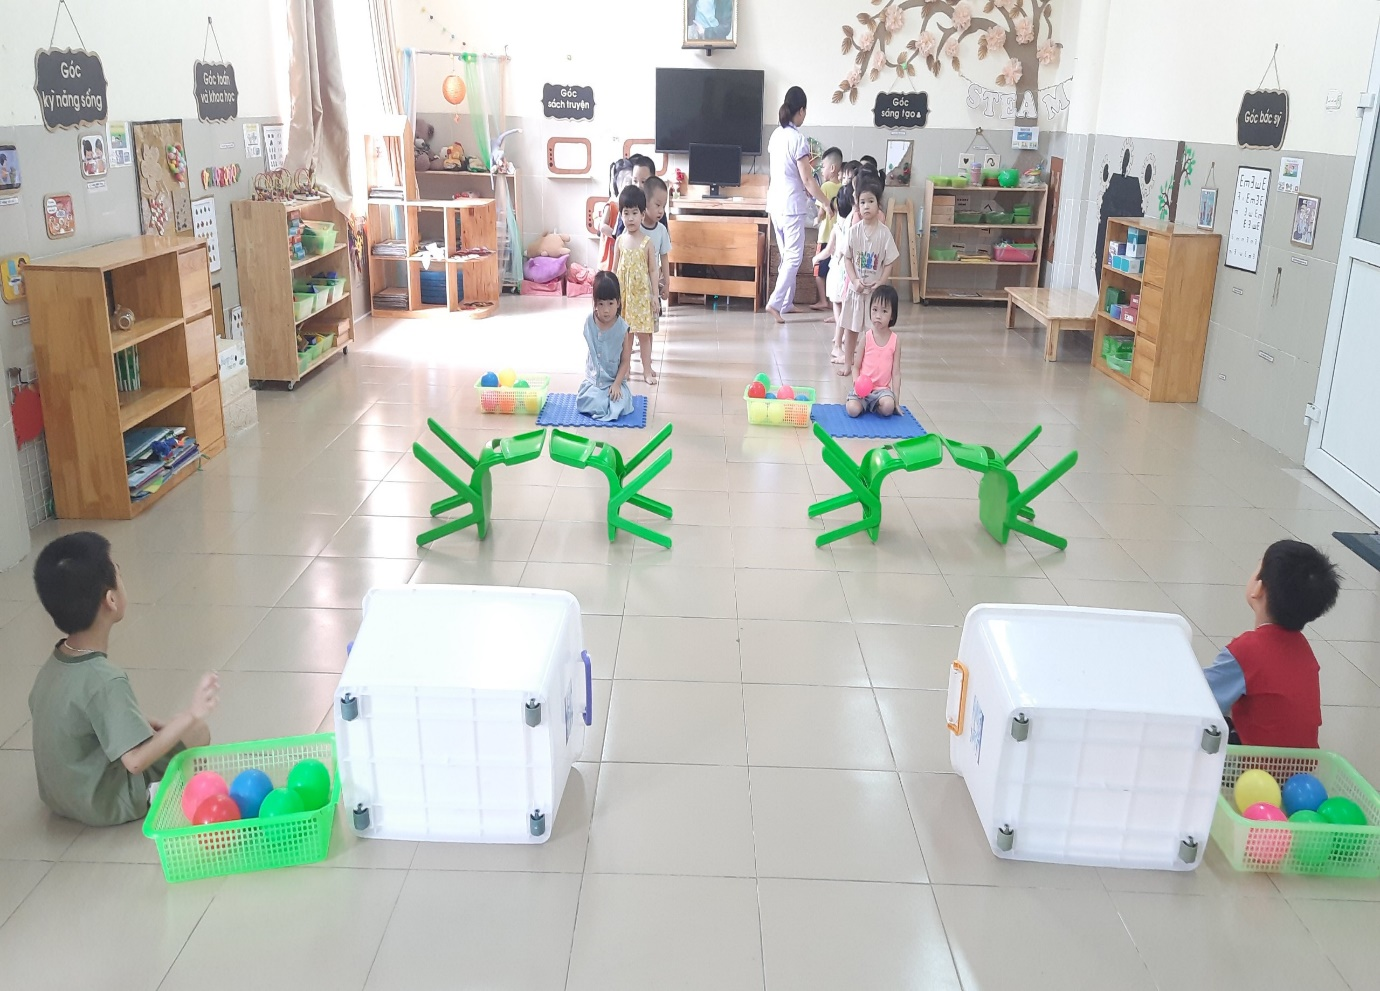 Góc
kỹ năng sống
Góc toán
và khoa học
Góc
sách truyện
Góc
sáng tạo
STEAM
Góc bác sỹ